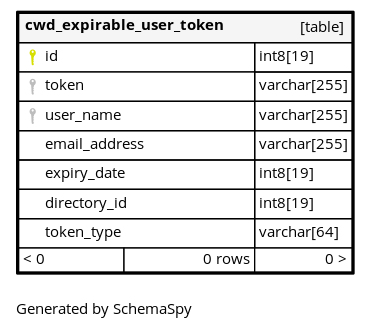 cwd_expirable_user_token [table]
id int8[19]
token varchar[255]
user_name varchar[255]
email_address varchar[255]
expiry_date int8[19]
directory_id int8[19]
token_type varchar[64]
< 0 0 rows 0 >
Generated by SchemaSpy